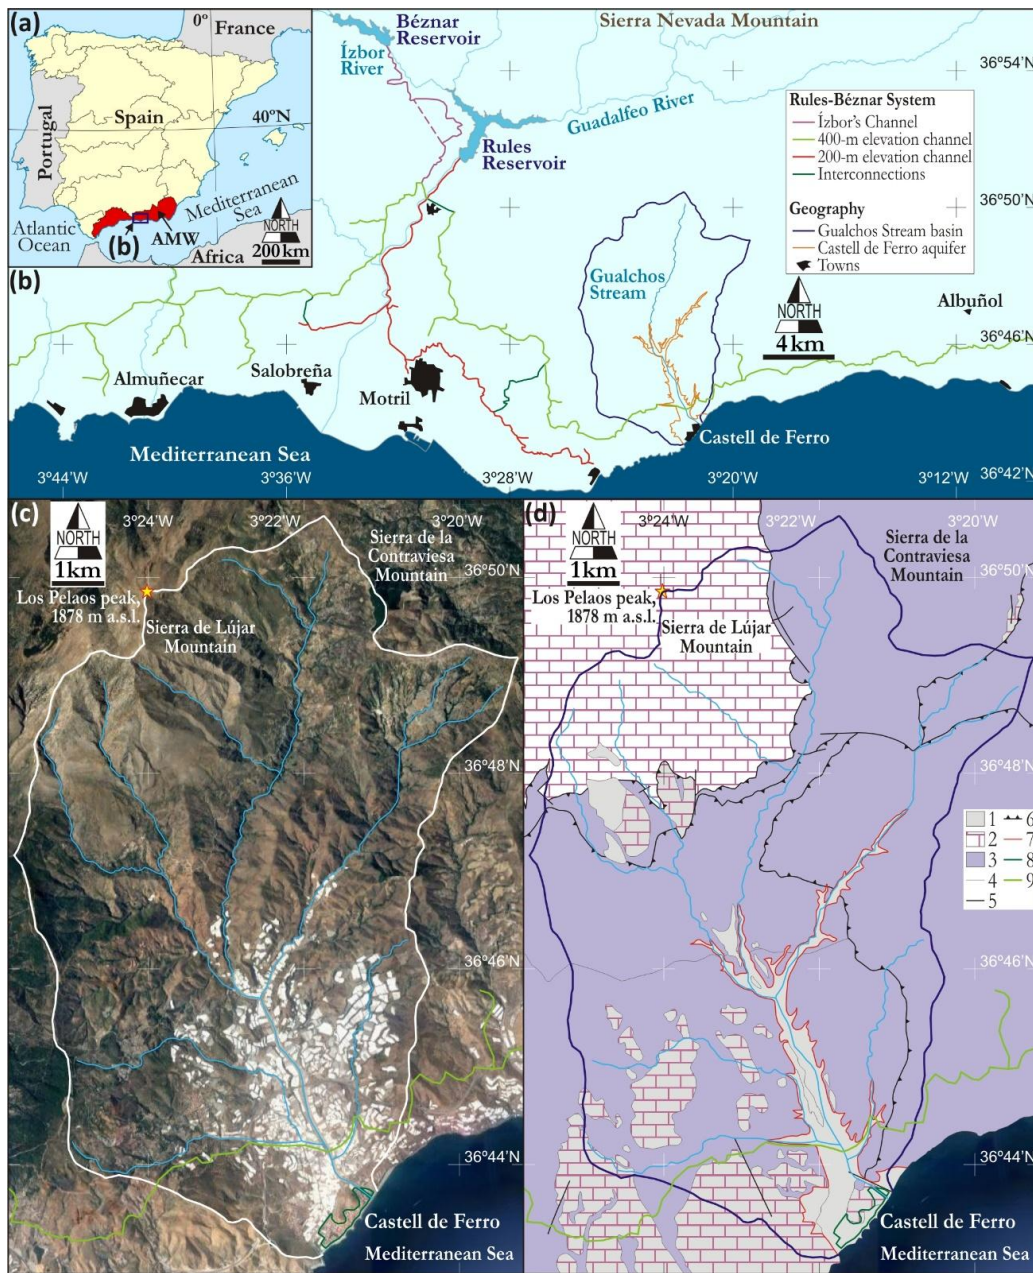 (a)
0°
France
Portugal
Spain
40°N
Mediterranean
Sea
Atlantic
Ocean
(b)
AMW
Africa
NORTH
200km
Béznar
Reservoir
Ízbor
River
Sierra Nevada Mountain
36°54'N
Guadalfeo River
Rules
Reservoir
Rules-Béznar System
Ízbor's Channel
400-m elevation channel
200-m elevation channel
Interconnections
Geography
Gualchos Stream basin
Castell de Ferro aquifer
Towns
36°50'N
(b)
Gualchos
Stream
NORTH
4km
Albuñol
36°46'N
Almuñecar
Salobreña
Motril
Castell de Ferro
Mediterranean Sea
3°44'W
3°36'W
3°28'W
3°20'W
3°12'W
36°42'N
(c)
NORTH
1km
3°24'W
3°22'W
3°20'W
Sierra de la
Contraviesa
Mountain
36°50'N
Los Pelaos peak,
1878 m a.s.l.
Sierra de Lújar
Mountain
36°48'N
36°46'N
36°44'N
Castell de Ferro
Mediterranean Sea
(d)
NORTH
1km
3°24'W
3°22'W
3°20'W
Sierra de la
Contraviesa
Mountain
36°50'N
Los Pelaos peak,
1878 m a.s.l.
Sierra de Lújar
Mountain
36°48'N
1
6
2
7
3
8
4
9
5
36°46'N
36°44'N
Castell de Ferro
Mediterranean Sea